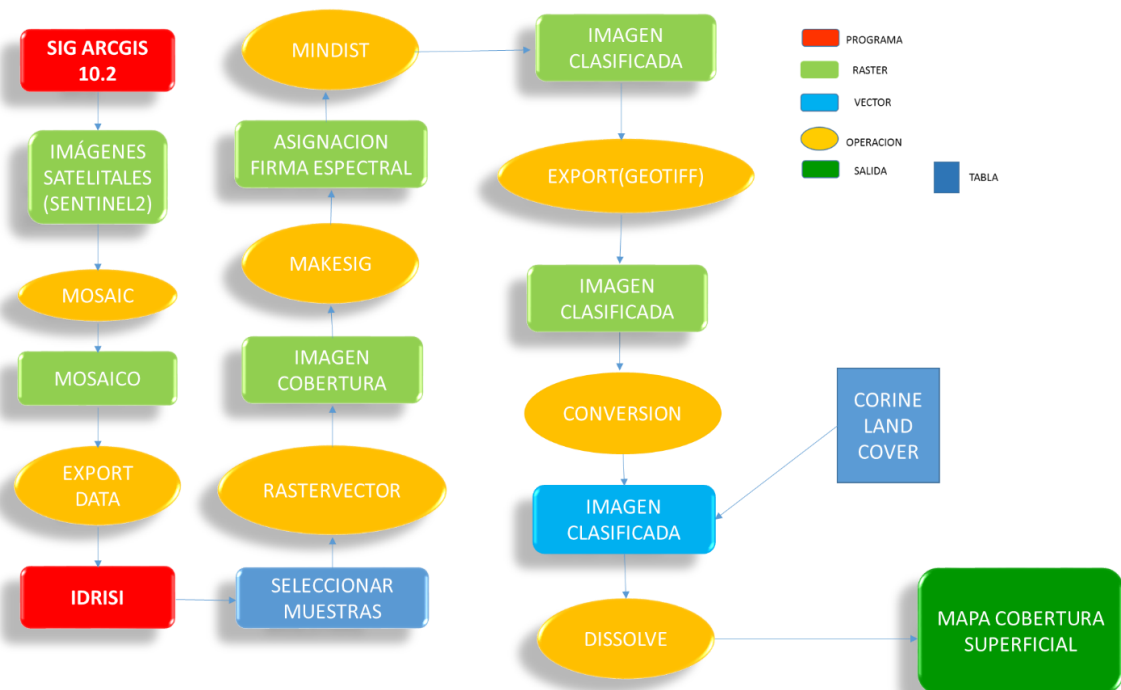 SIG ARCGIS
10.2
IMÁGENES
SATELITALES
(SENTINEL2)
MOSAIC
MOSAICO
EXPORT
DATA
IDRISI
SELECCIONAR
MUESTRAS
RASTERVECTOR
IMAGEN
COBERTURA
MAKESIG
ASIGNACION
FIRMA ESPECTRAL
MINDIST
IMAGEN
CLASIFICADA
EXPORT(GEOTIFF)
IMAGEN
CLASIFICADA
CONVERSION
IMAGEN
CLASIFICADA
CORINE
LAND
COVER
DISSOLVE
MAPA COBERTURA
SUPERFICIAL
PROGRAMA
RASTER
VECTOR
OPERACION
SALIDA
TABLA